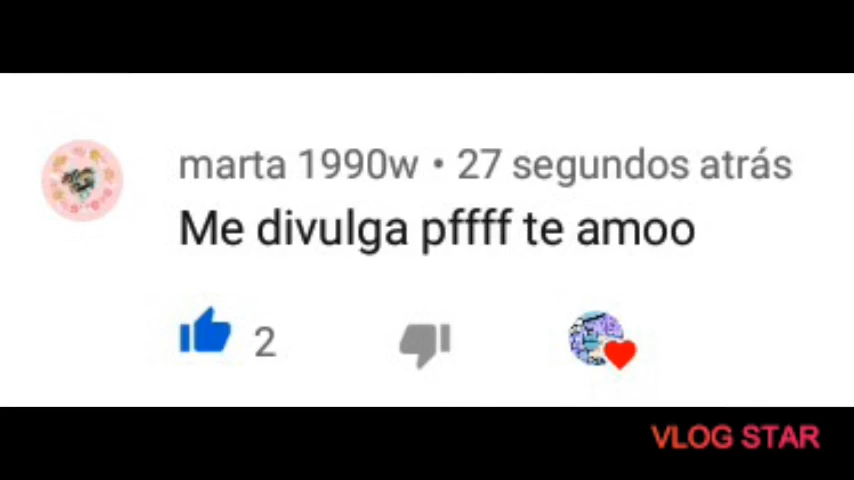 marta 1990w • 27 segundos atrás
Me divulga pffff te amoo
2
VLOG STAR